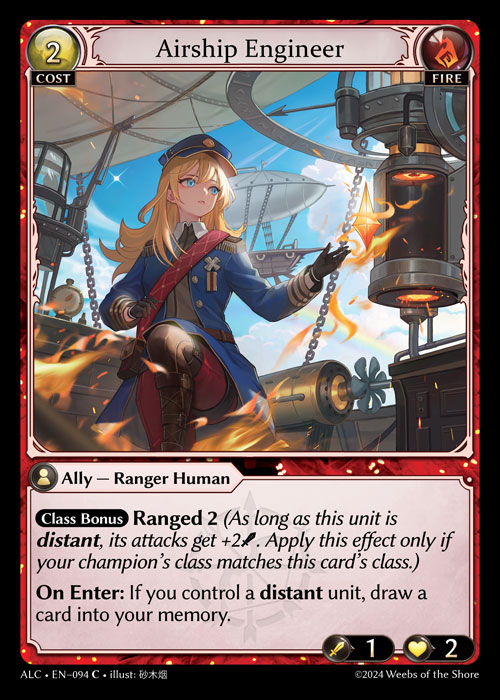 2
Airship Engineer
COST
FIRE
Ally — Ranger Human
Class Bonus Ranged 2 (As long as this unit is
distant, its attacks get +2. Apply this effect only if
your champion's class matches this card's class.)
On Enter: If you control a distant unit, draw a
card into your memory.
1
2
ALC • EN–094 C • illust: 砂木烟
©2024 Weebs of the Shore